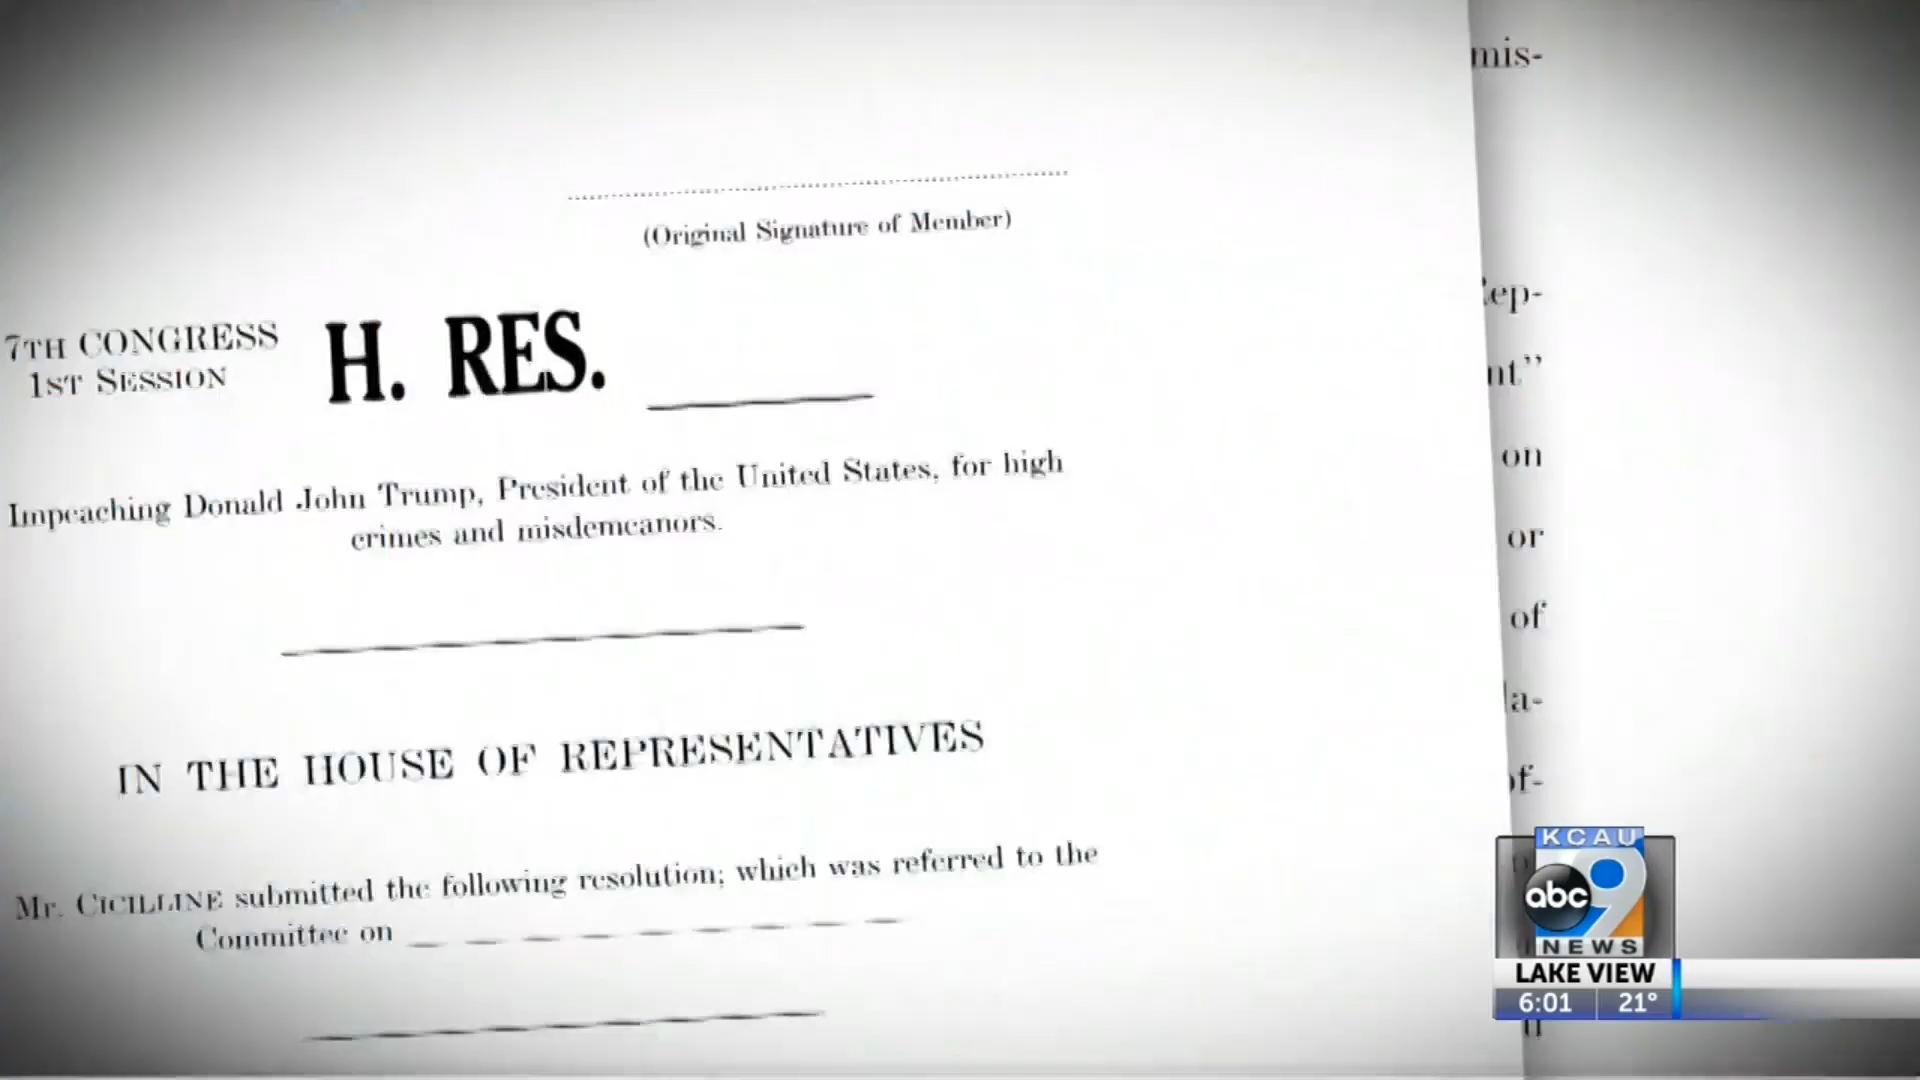 mis-
(Original Signature of Member)
7TH CONGRESS
1ST SESSION
H. RES.
ep-
nt”
Impeaching Donald John Trump, President of the United States, for high
crimes and misdemeanors.
on
or
of
la-
IN THE HOUSE OF REPRESENTATIVES
of-
Mr. CICILLINE submitted the following resolution; which was referred to the
Committee on
KCAU
abc 9
NEWS
LAKE VIEW
6:01 21°